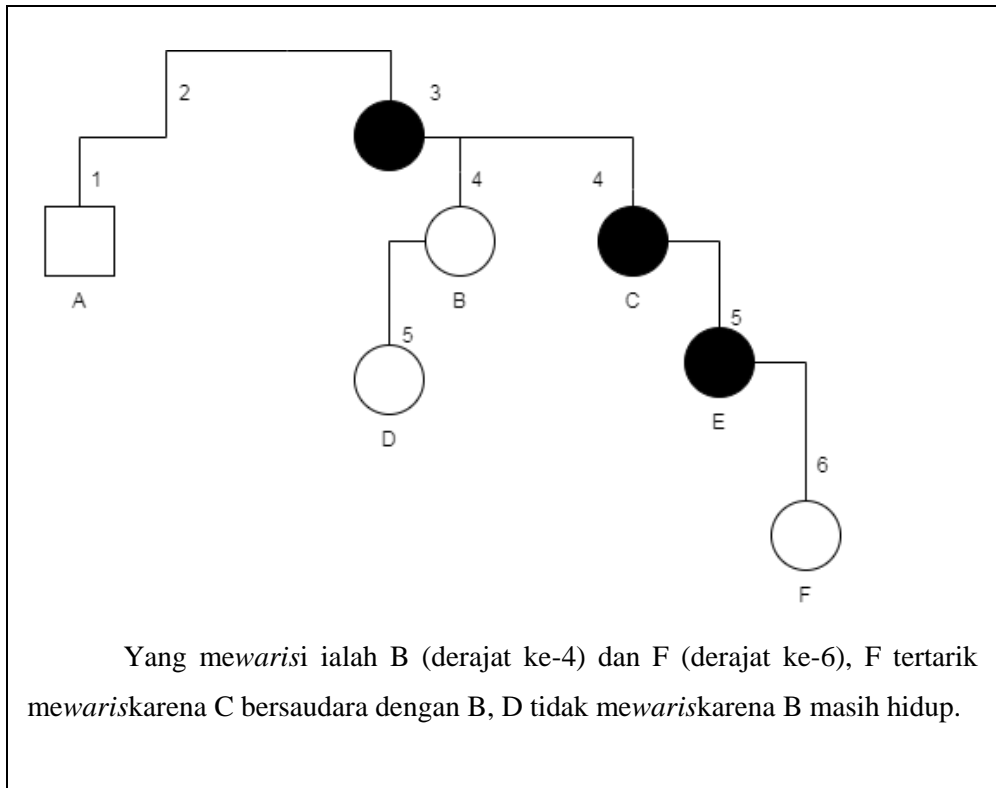 2
3
1
4
4
A
B
C
5
5
D
E
6
F
Yang mewarisi ialah B (derajat ke-4) dan F (derajat ke-6), F tertarik
mewariskarena C bersaudara dengan B, D tidak mewariskarena B masih hidup.